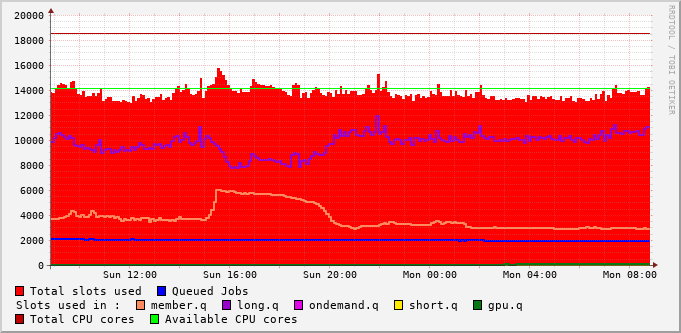 RRDTOOL / TOBI OETIKER
20000
18000
16000
14000
12000
10000
8000
6000
4000
2000
0
Sun 12:00 Sun 16:00 Sun 20:00 Mon 00:00 Mon 04:00 Mon 08:00
Total slots used Queued Jobs
Slots used in : member.q long.q ondemand.q short.q gpu.q
Total CPU cores Available CPU cores